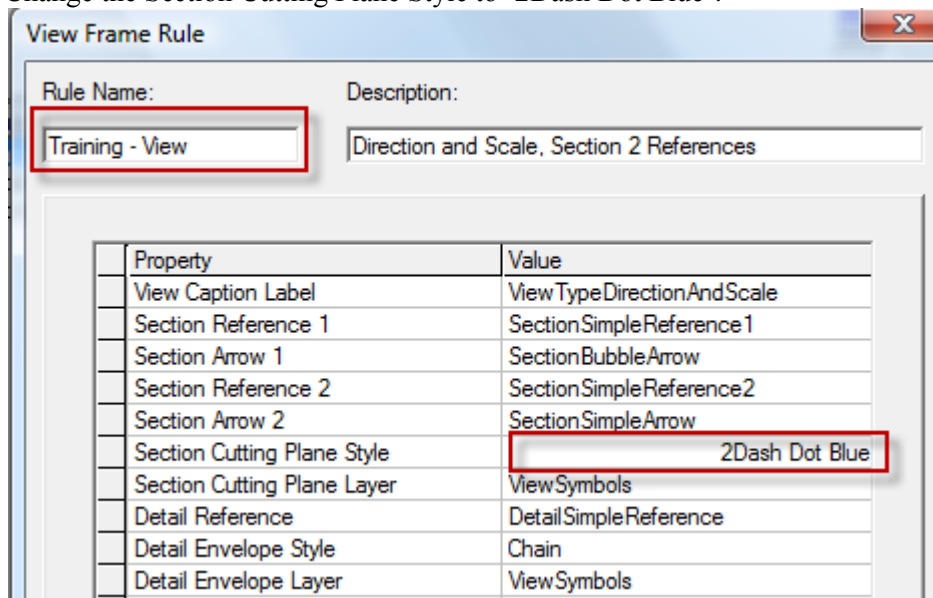 Change the Section Cutting Plane Style to "2Dash Dot Blue".
View Frame Rule
Rule Name: Description:
Training - View Direction and Scale, Section 2 References
Property Value
View Caption Label ViewTypeDirectionAndScale
Section Reference 1 SectionSimpleReference1
Section Arrow 1 SectionBubbleArrow
Section Reference 2 SectionSimpleReference2
Section Arrow 2 SectionSimpleArrow
Section Cutting Plane Style 2Dash Dot Blue
Section Cutting Plane Layer ViewSymbols
Detail Reference DetailSimpleReference
Detail Envelope Style Chain
Detail Envelope Layer ViewSymbols